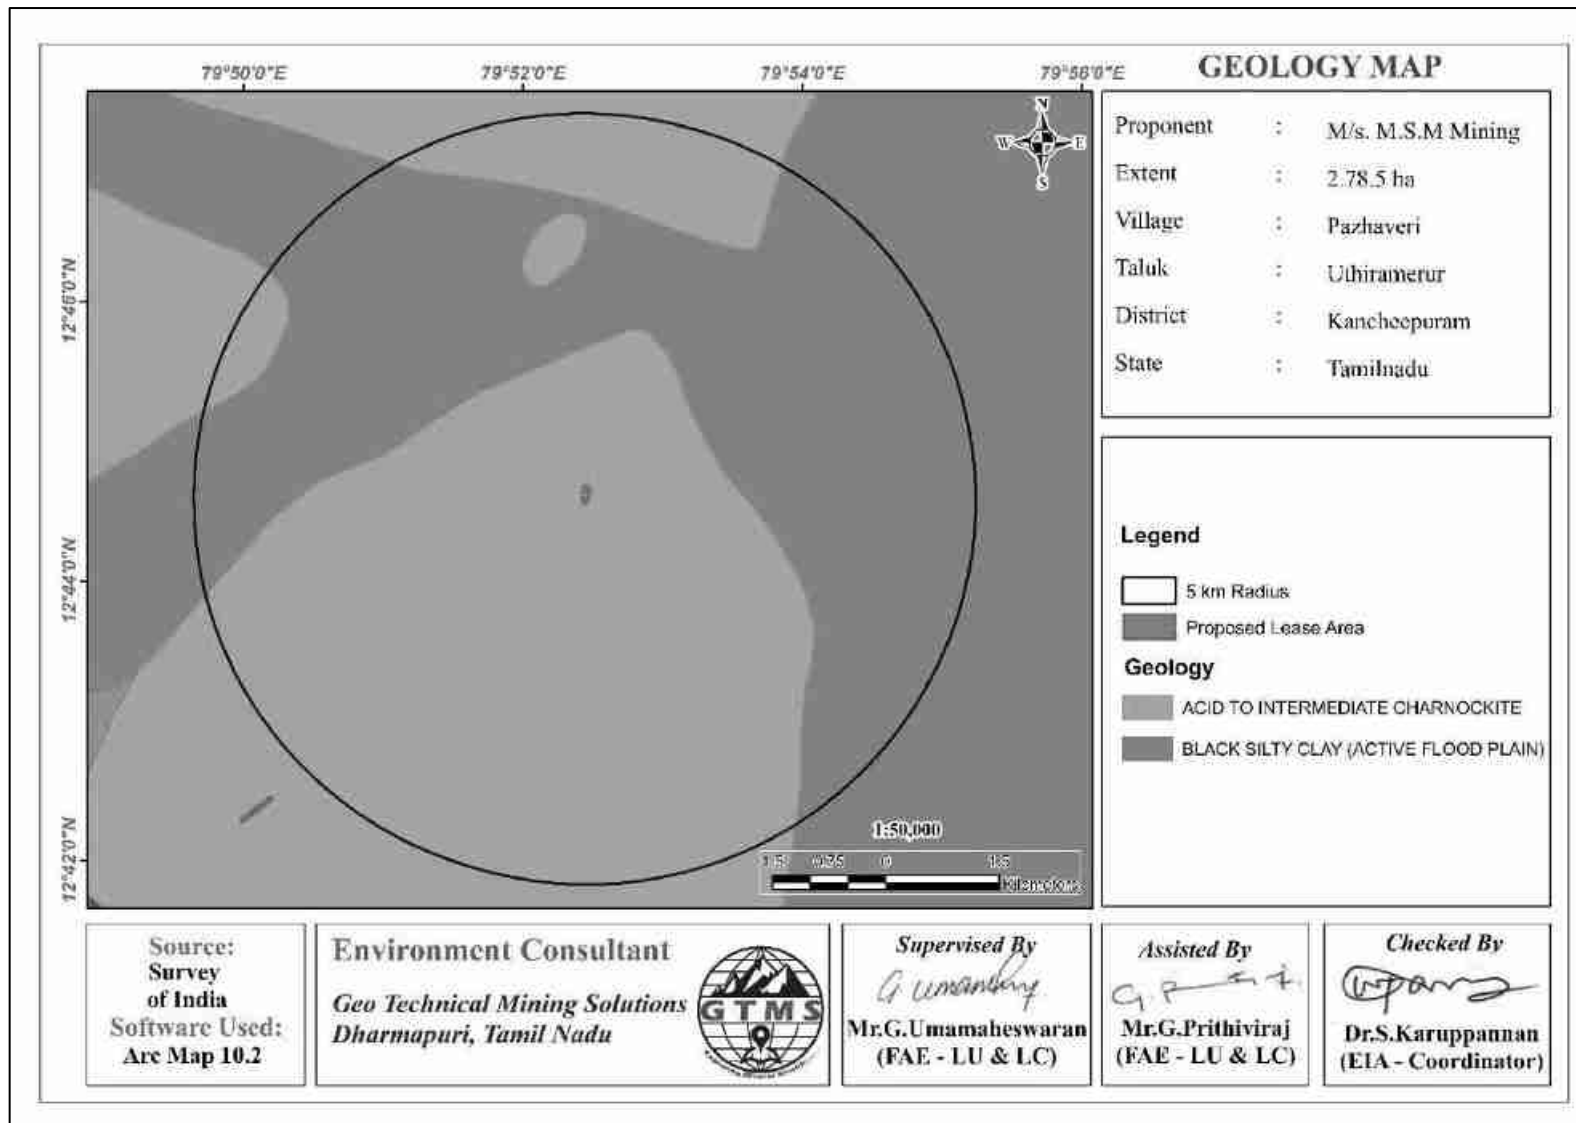 GEOLOGY MAP
79°50'0"E
79°52'0"E
79°54'0"E
79°56'0"E
12°46'0"N
12°44'0"N
12°42'0"N
N
W
E
S
1:50,000
1.5
0.75
0
1.5
Kilometers
Proponent : M/s. M.S.M Mining
Extent : 2.78.5 ha
Village : Pazhaveri
Taluk : Uthiramerur
District : Kancheepuram
State : Tamilnadu
Legend
5 km Radius
Proposed Lease Area
Geology
ACID TO INTERMEDIATE CHARNOCKITE
BLACK SILTY CLAY (ACTIVE FLOOD PLAIN)
Source:
Survey
of India
Software Used:
Arc Map 10.2
Environment Consultant
Geo Technical Mining Solutions
Dharmapuri, Tamil Nadu
GTMS
Supervised By
Mr.G.Umamaheswaran
(FAE - LU & LC)
Assisted By
Mr.G.Prithiviraj
(FAE - LU & LC)
Checked By
Dr.S.Karuppannan
(EIA - Coordinator)